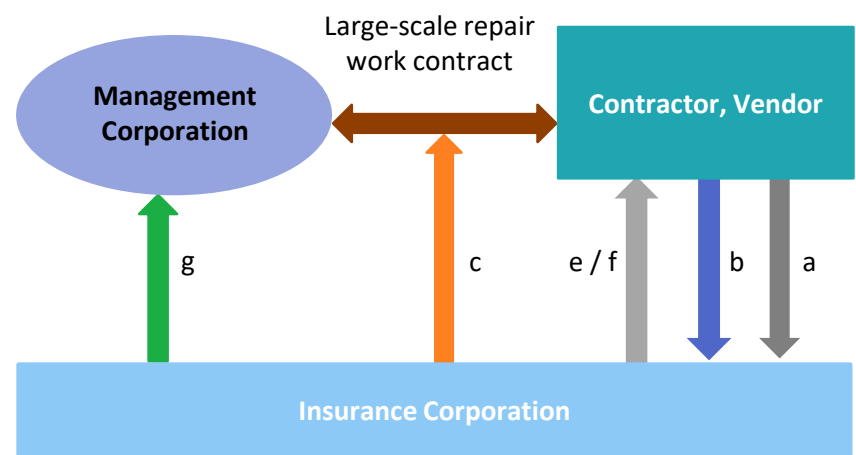 Large-scale repair
work contract
Management
Corporation
Contractor, Vendor
g
c
e / f
b
a
Insurance Corporation